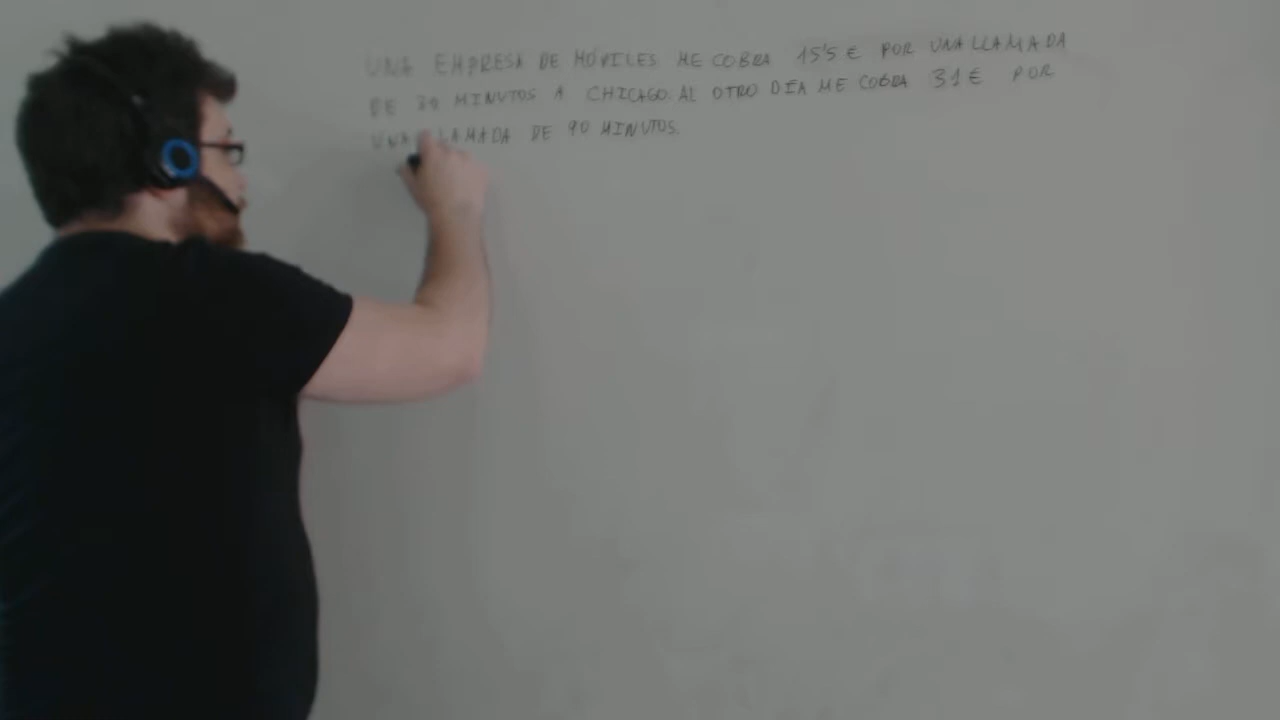 UNA EMPRESA DE MÓVILES ME COBRA 15'5 € POR UNA LLAMADA
DE 30 MINUTOS A CHICAGO. AL OTRO DÍA ME COBRA 31 € POR
UNA LLAMADA DE 90 MINUTOS.